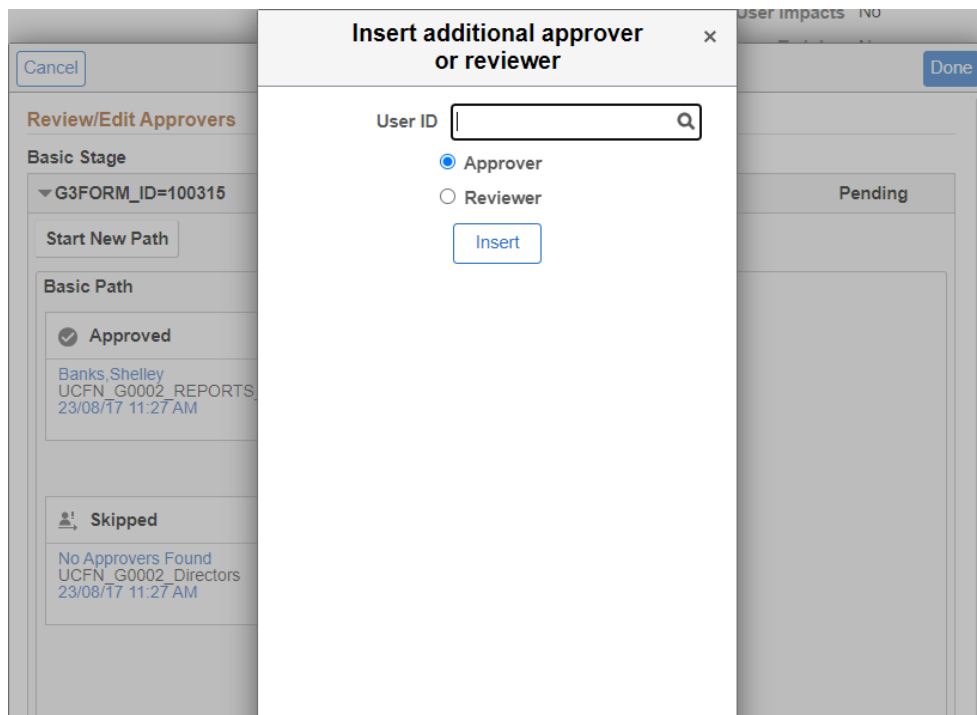 User Impacts No
Insert additional approver
or reviewer
×
Cancel
Done
Review/Edit Approvers
User ID
Basic Stage
Approver
G3FORM_ID=100315
Pending
Reviewer
Start New Path
Insert
Basic Path
Approved
Banks,Shelley
UCFN_G0002_REPORTS_
23/08/17 11:27 AM
Skipped
No Approvers Found
UCFN_G0002_Directors
23/08/17 11:27 AM